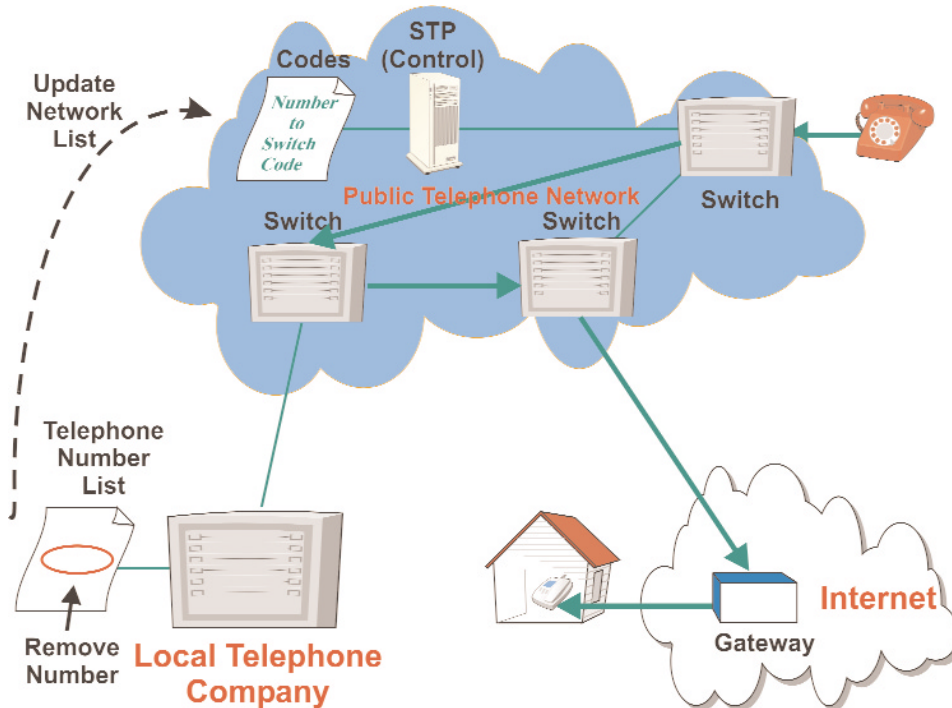 STP
(Control)
Codes
Update
Network
List
Number
to
Switch
Code
Public Telephone Network
Switch
Switch
Switch
Telephone
Number
List
Remove
Number
Local Telephone
Company
Internet
Gateway